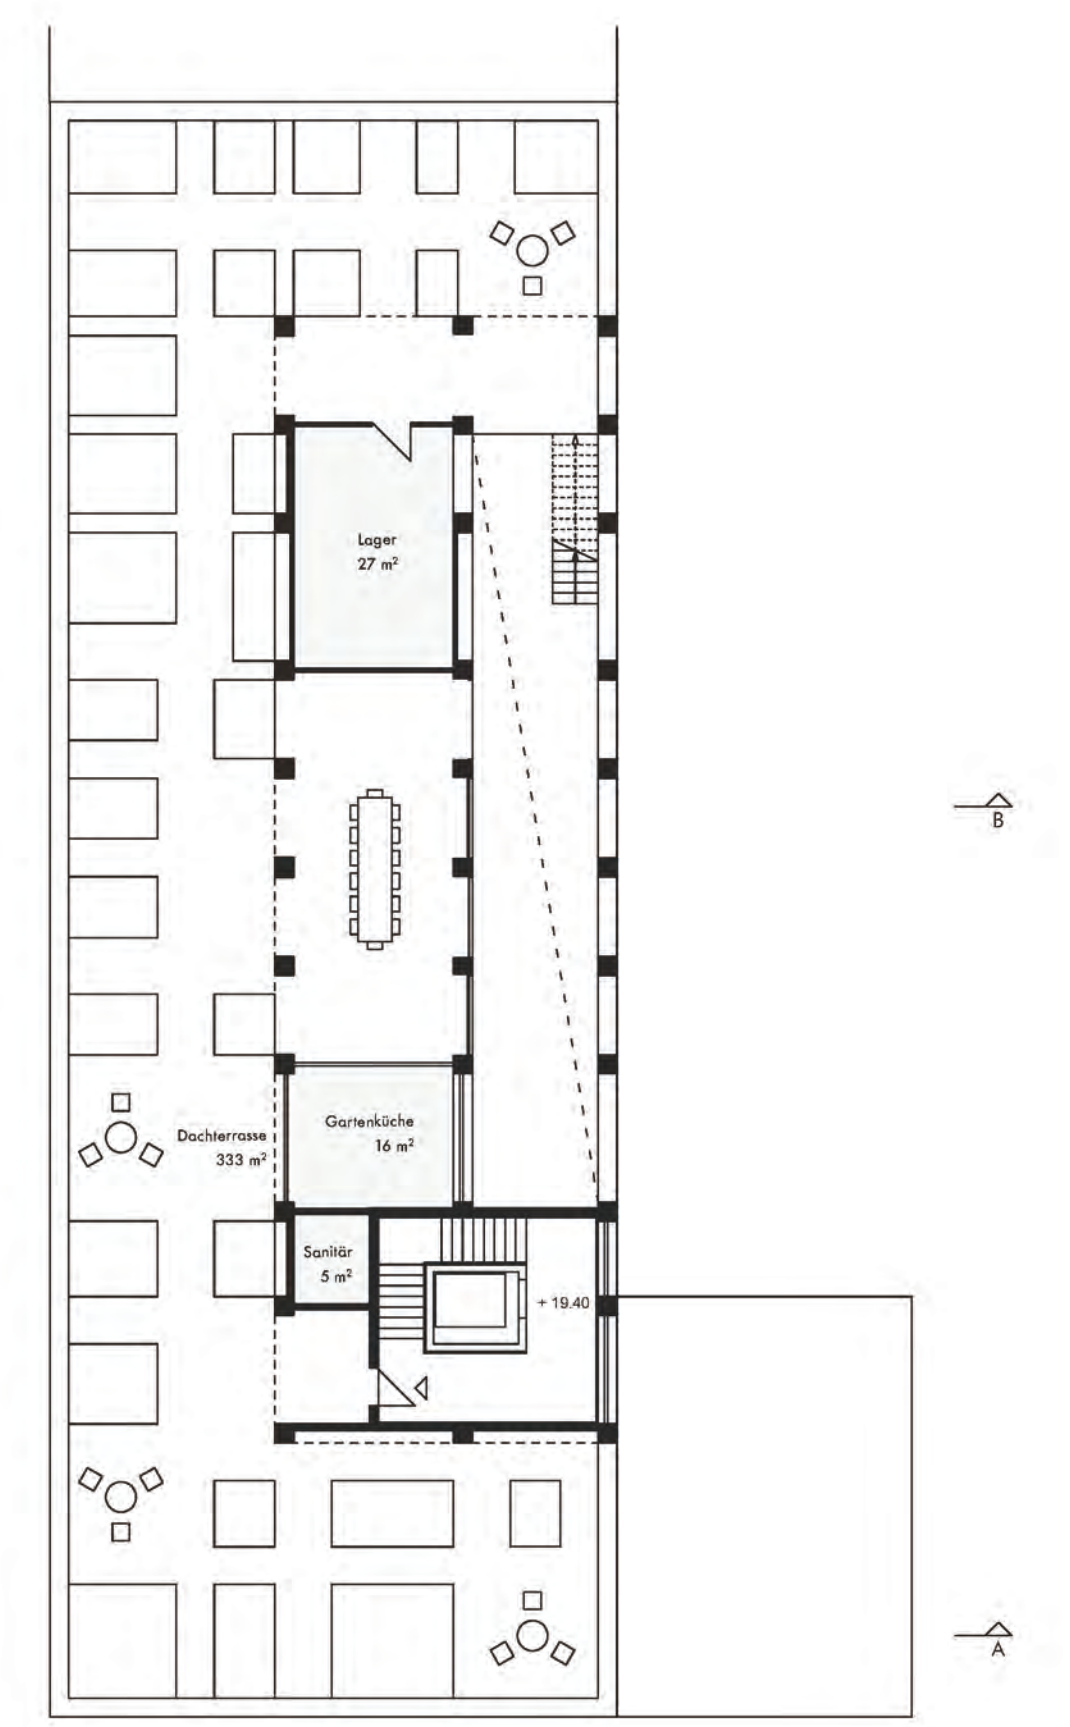 Lager
27 m²
B
Gartenküche
16 m²
Dachterrasse
333 m²
Sanitär
5 m²
+ 19.40
A